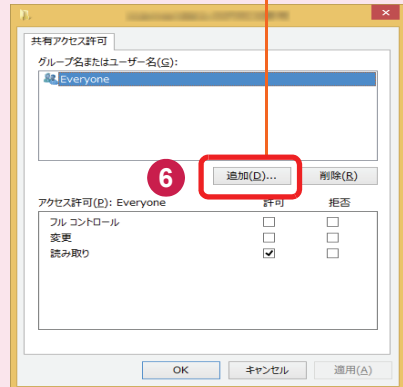 共有アクセス許可
グループ名またはユーザー名(G):
Everyone
6
追加(D)... 削除(R)
アクセス許可(P): Everyone 許可 拒否
フル コントロール
変更
読み取り
OK キャンセル 適用(A)